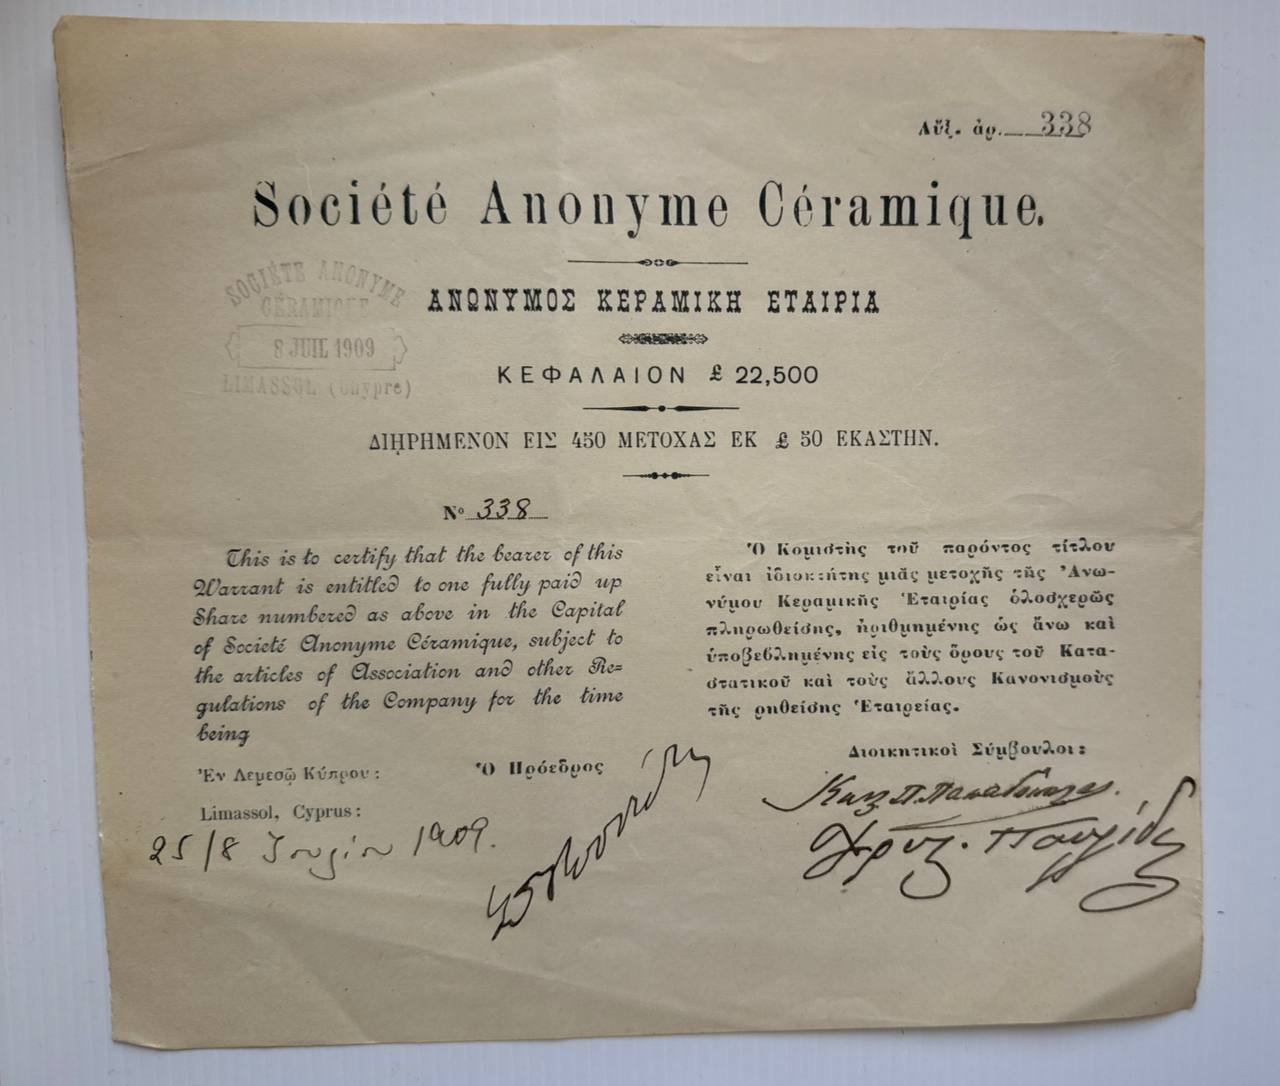 Αὔξ. ἀρ. 338
Société Anonyme Céramique.
SOCIÉTE ANONYME
CÉRAMIQUE
8 JUIL 1909
LIMASSOL (Chypre)
ΑΝΩΝΥΜΟΣ ΚΕΡΑΜΙΚΗ ΕΤΑΙΡΙΑ
ΚΕΦΑΛΑΙΟΝ £ 22,500
ΔΙΗΡΗΜΕΝΟΝ ΕΙΣ 450 ΜΕΤΟΧΑΣ ΕΚ £ 50 ΕΚΑΣΤΗΝ.
Nº 338
This is to certify that the bearer of this
Warrant is entitled to one fully paid up
Share numbered as above in the Capital
of Societé Anonyme Céramique, subject to
the articles of Association and other Re=
gulations of the Company for the time
being
Ἐν Λεμεσῷ Κύπρου:
Limassol, Cyprus:
25/8 Ἰουλίου 1909.
Ὁ Πρόεδρος
Ὁ Κομιστὴς τοῦ παρόντος τίτλου
εἶναι ἰδιοκτήτης μιᾶς μετοχῆς τῆς Ἀνω-
νύμου Κεραμικῆς Ἑταιρίας ὁλοσχερῶς
πληρωθείσης, ἠριθμημένης ὡς ἄνω καὶ
ὑποβεβλημένης εἰς τοὺς ὅρους τοῦ Κατα-
στατικοῦ καὶ τοὺς ἄλλους Κανονισμοὺς
τῆς ρηθείσης Ἑταιρείας.
Διοικητικοὶ Σύμβουλοι: